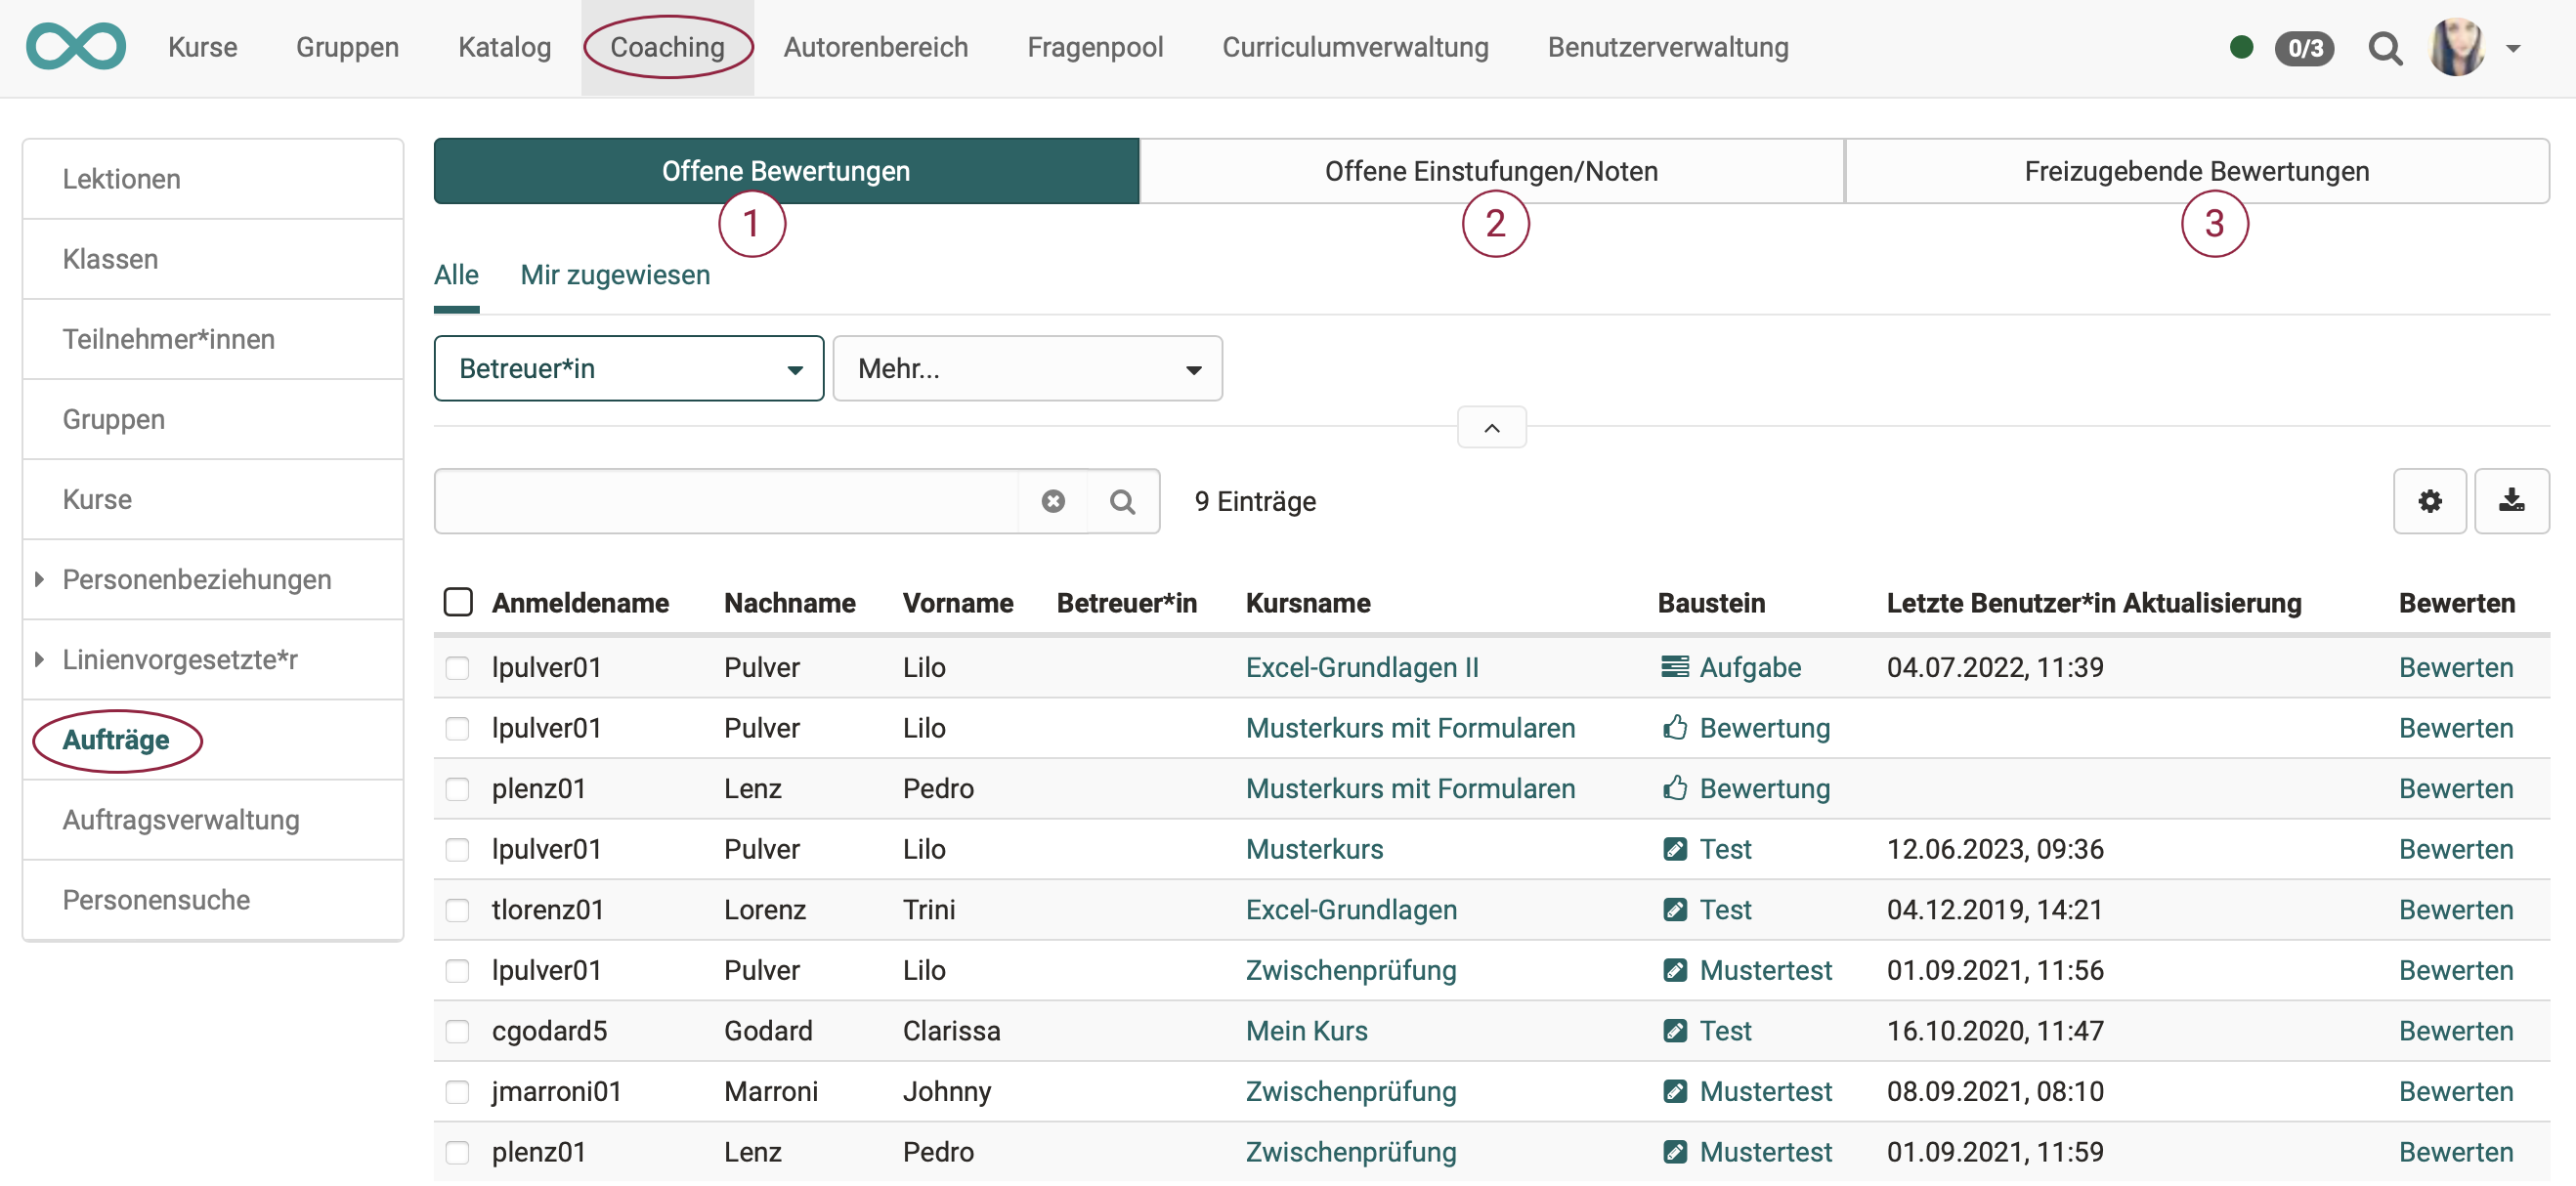 Kurse Gruppen Katalog Coaching Autorenbereich Fragenpool Curriculumverwaltung Benutzerverwaltung 0/3
Lektionen
Klassen
Teilnehmer*innen
Gruppen
Kurse
Personenbeziehungen
Linienvorgesetzte*r
Aufträge
Auftragsverwaltung
Personensuche
Offene Bewertungen Offene Einstufungen/Noten Freizugebende Bewertungen
1 2 3
Alle Mir zugewiesen
Betreuer*in Mehr...
9 Einträge
Anmeldename Nachname Vorname Betreuer*in Kursname Baustein Letzte Benutzer*in Aktualisierung Bewerten
lpulver01 Pulver Lilo Excel-Grundlagen II Aufgabe 04.07.2022, 11:39 Bewerten
lpulver01 Pulver Lilo Musterkurs mit Formularen Bewertung Bewerten
plenz01 Lenz Pedro Musterkurs mit Formularen Bewertung Bewerten
lpulver01 Pulver Lilo Musterkurs Test 12.06.2023, 09:36 Bewerten
tlorenz01 Lorenz Trini Excel-Grundlagen Test 04.12.2019, 14:21 Bewerten
lpulver01 Pulver Lilo Zwischenprüfung Mustertest 01.09.2021, 11:56 Bewerten
cgodard5 Godard Clarissa Mein Kurs Test 16.10.2020, 11:47 Bewerten
jmarroni01 Marroni Johnny Zwischenprüfung Mustertest 08.09.2021, 08:10 Bewerten
plenz01 Lenz Pedro Zwischenprüfung Mustertest 01.09.2021, 11:59 Bewerten